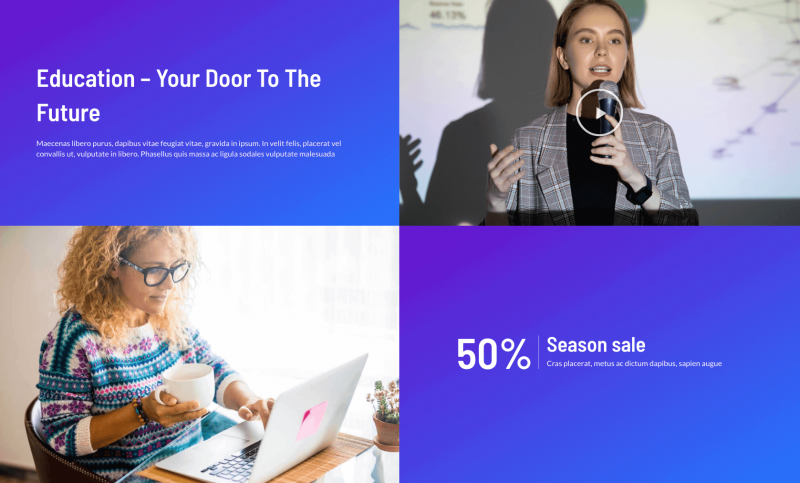 Education – Your Door To The
Future
Maecenas libero purus, dapibus vitae feugiat vitae, gravida in ipsum. In velit felis, placerat vel
convallis ut, vulputate in libero. Phasellus quis massa ac ligula sodales vulputate malesuada
46.13%
50%
Season sale
Cras placerat, metus ac dictum dapibus, sapien augue